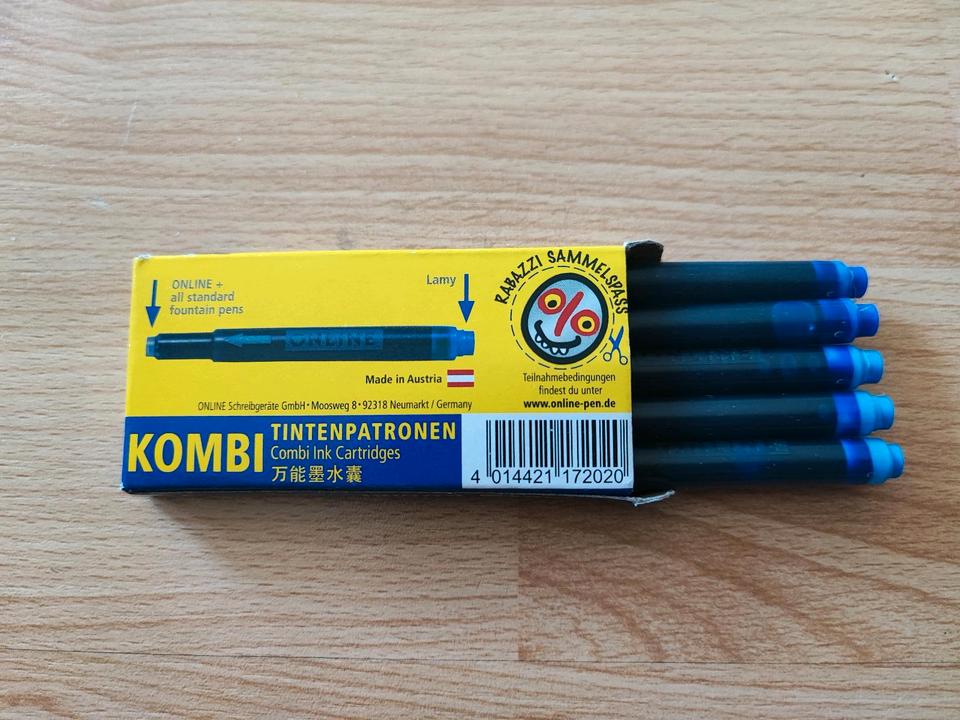 ONLINE +
all standard
fountain pens
Lamy
ONLINE
Made in Austria
ONLINE Schreibgeräte GmbH • Moosweg 8 • 92318 Neumarkt / Germany
RABAZZI SAMMELSPASS
Teilnahmebedingungen
findest du unter
www.online-pen.de
KOMBI
TINTENPATRONEN
Combi Ink Cartridges
万能墨水囊
4 014421 172020